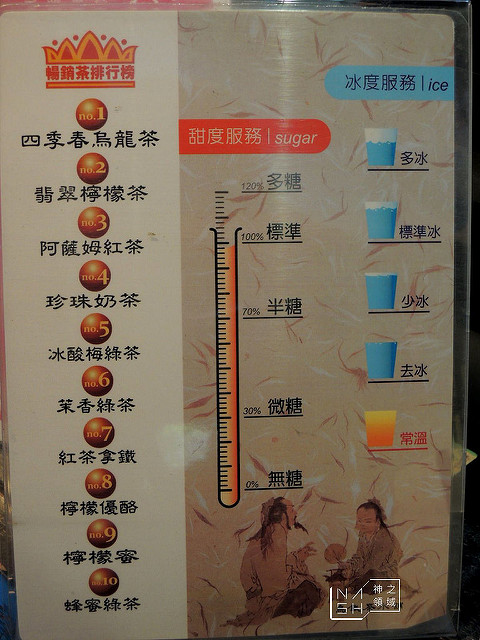 暢銷茶排行榜
no.1
四季春烏龍茶
no.2
翡翠檸檬茶
no.3
阿薩姆紅茶
no.4
珍珠奶茶
no.5
冰酸梅綠茶
no.6
茉香綠茶
no.7
紅茶拿鐵
no.8
檸檬優酪
no.9
檸檬蜜
no.10
蜂蜜綠茶
甜度服務 | sugar
120% 多糖
100% 標準
70% 半糖
30% 微糖
0% 無糖
冰度服務 | ice
多冰
標準冰
少冰
去冰
常溫
NASH 神之領域